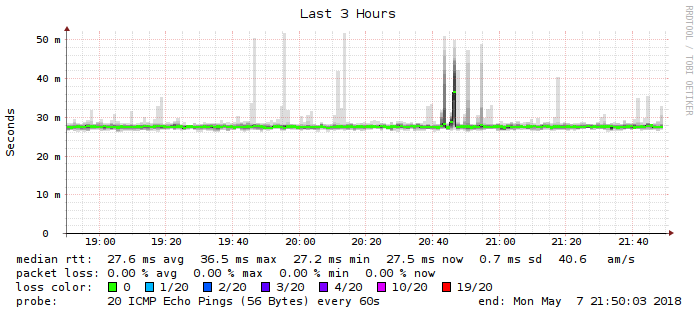 Last 3 Hours
RRDTOOL / TOBI OETIKER
Seconds
50 m
40 m
30 m
20 m
10 m
0
19:00 19:20 19:40 20:00 20:20 20:40 21:00 21:20 21:40
median rtt: 27.6 ms avg 36.5 ms max 27.2 ms min 27.5 ms now 0.7 ms sd 40.6 am/s
packet loss: 0.00 % avg 0.00 % max 0.00 % min 0.00 % now
loss color: 0 1/20 2/20 3/20 4/20 10/20 19/20
probe: 20 ICMP Echo Pings (56 Bytes) every 60s end: Mon May 7 21:50:03 2018